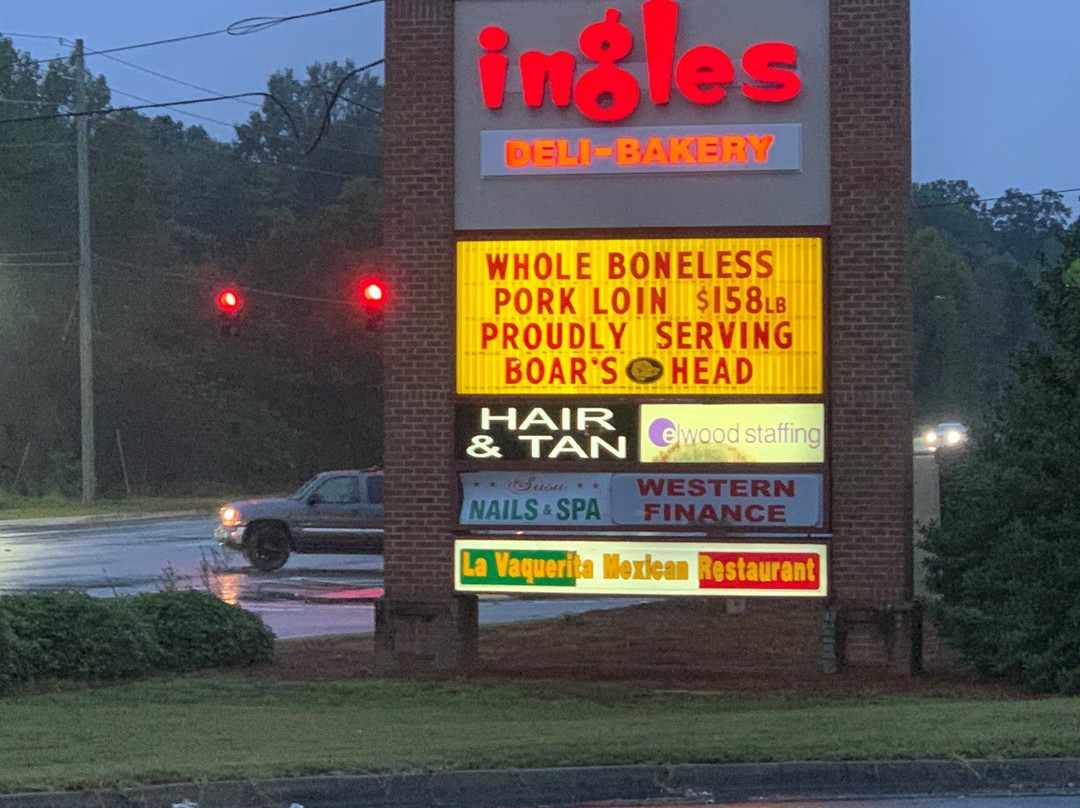 ingles
DELI-BAKERY
WHOLE BONELESS
PORK LOIN $158LB
PROUDLY SERVING
BOAR'S HEAD
HAIR
& TAN
elwood staffing
Susu
NAILS & SPA
WESTERN
FINANCE
La Vaquerita Mexican Restaurant